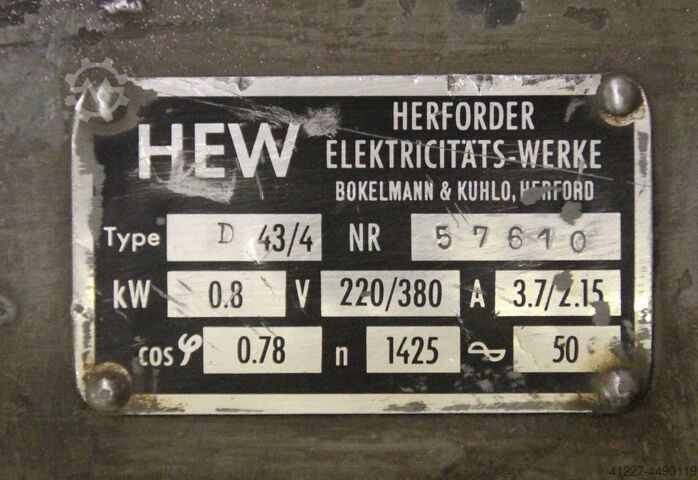 HEW
HERFORDER
ELEKTRICITÄTS-WERKE
BOKELMANN & KUHLO, HERFORD
Type D 43/4 NR 57610
kW 0.8 V 220/380 A 3.7/2.15
cos φ 0.78 n 1425 50
41227-4490119